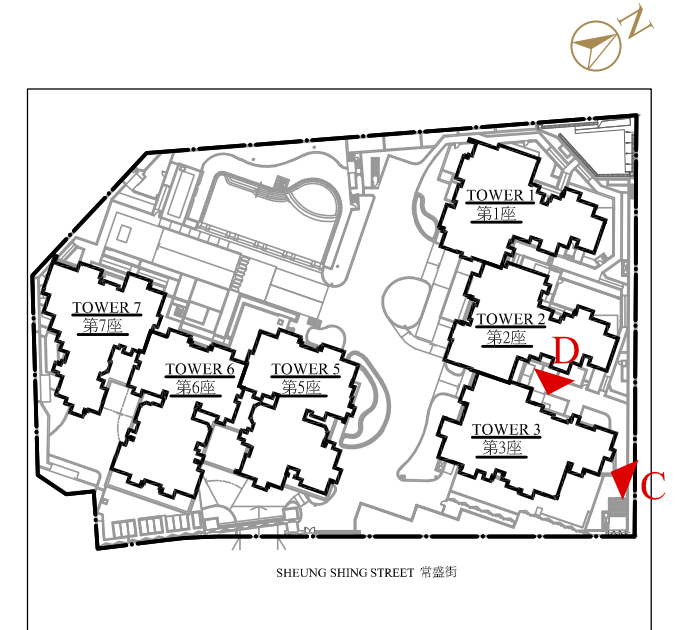 N
TOWER 1
第1座
TOWER 2
第2座
D
TOWER 7
第7座
TOWER 6
第6座
TOWER 5
第5座
TOWER 3
第3座
C
SHEUNG SHING STREET 常盛街